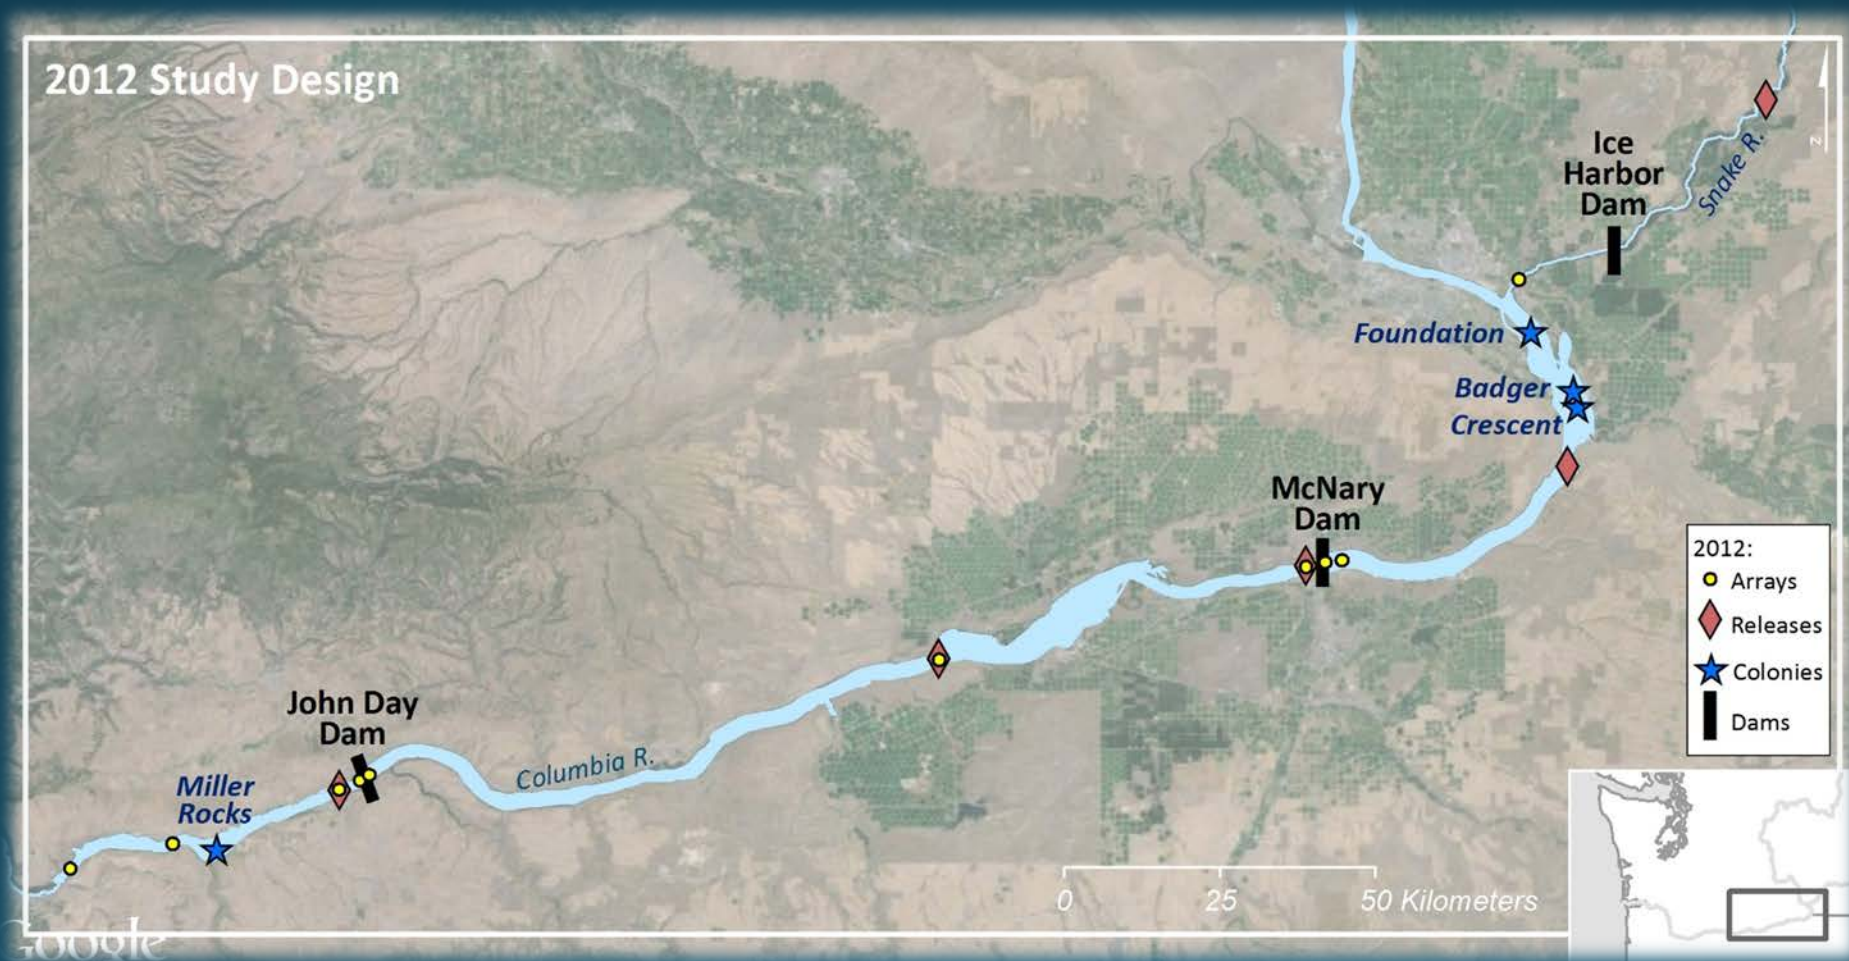 2012 Study Design
Ice
Harbor
Dam
Snake R.
z
Foundation
Badger
Crescent
McNary
Dam
John Day
Dam
Columbia R.
Miller
Rocks
2012:
Arrays
Releases
Colonies
Dams
0 25 50 Kilometers
Google